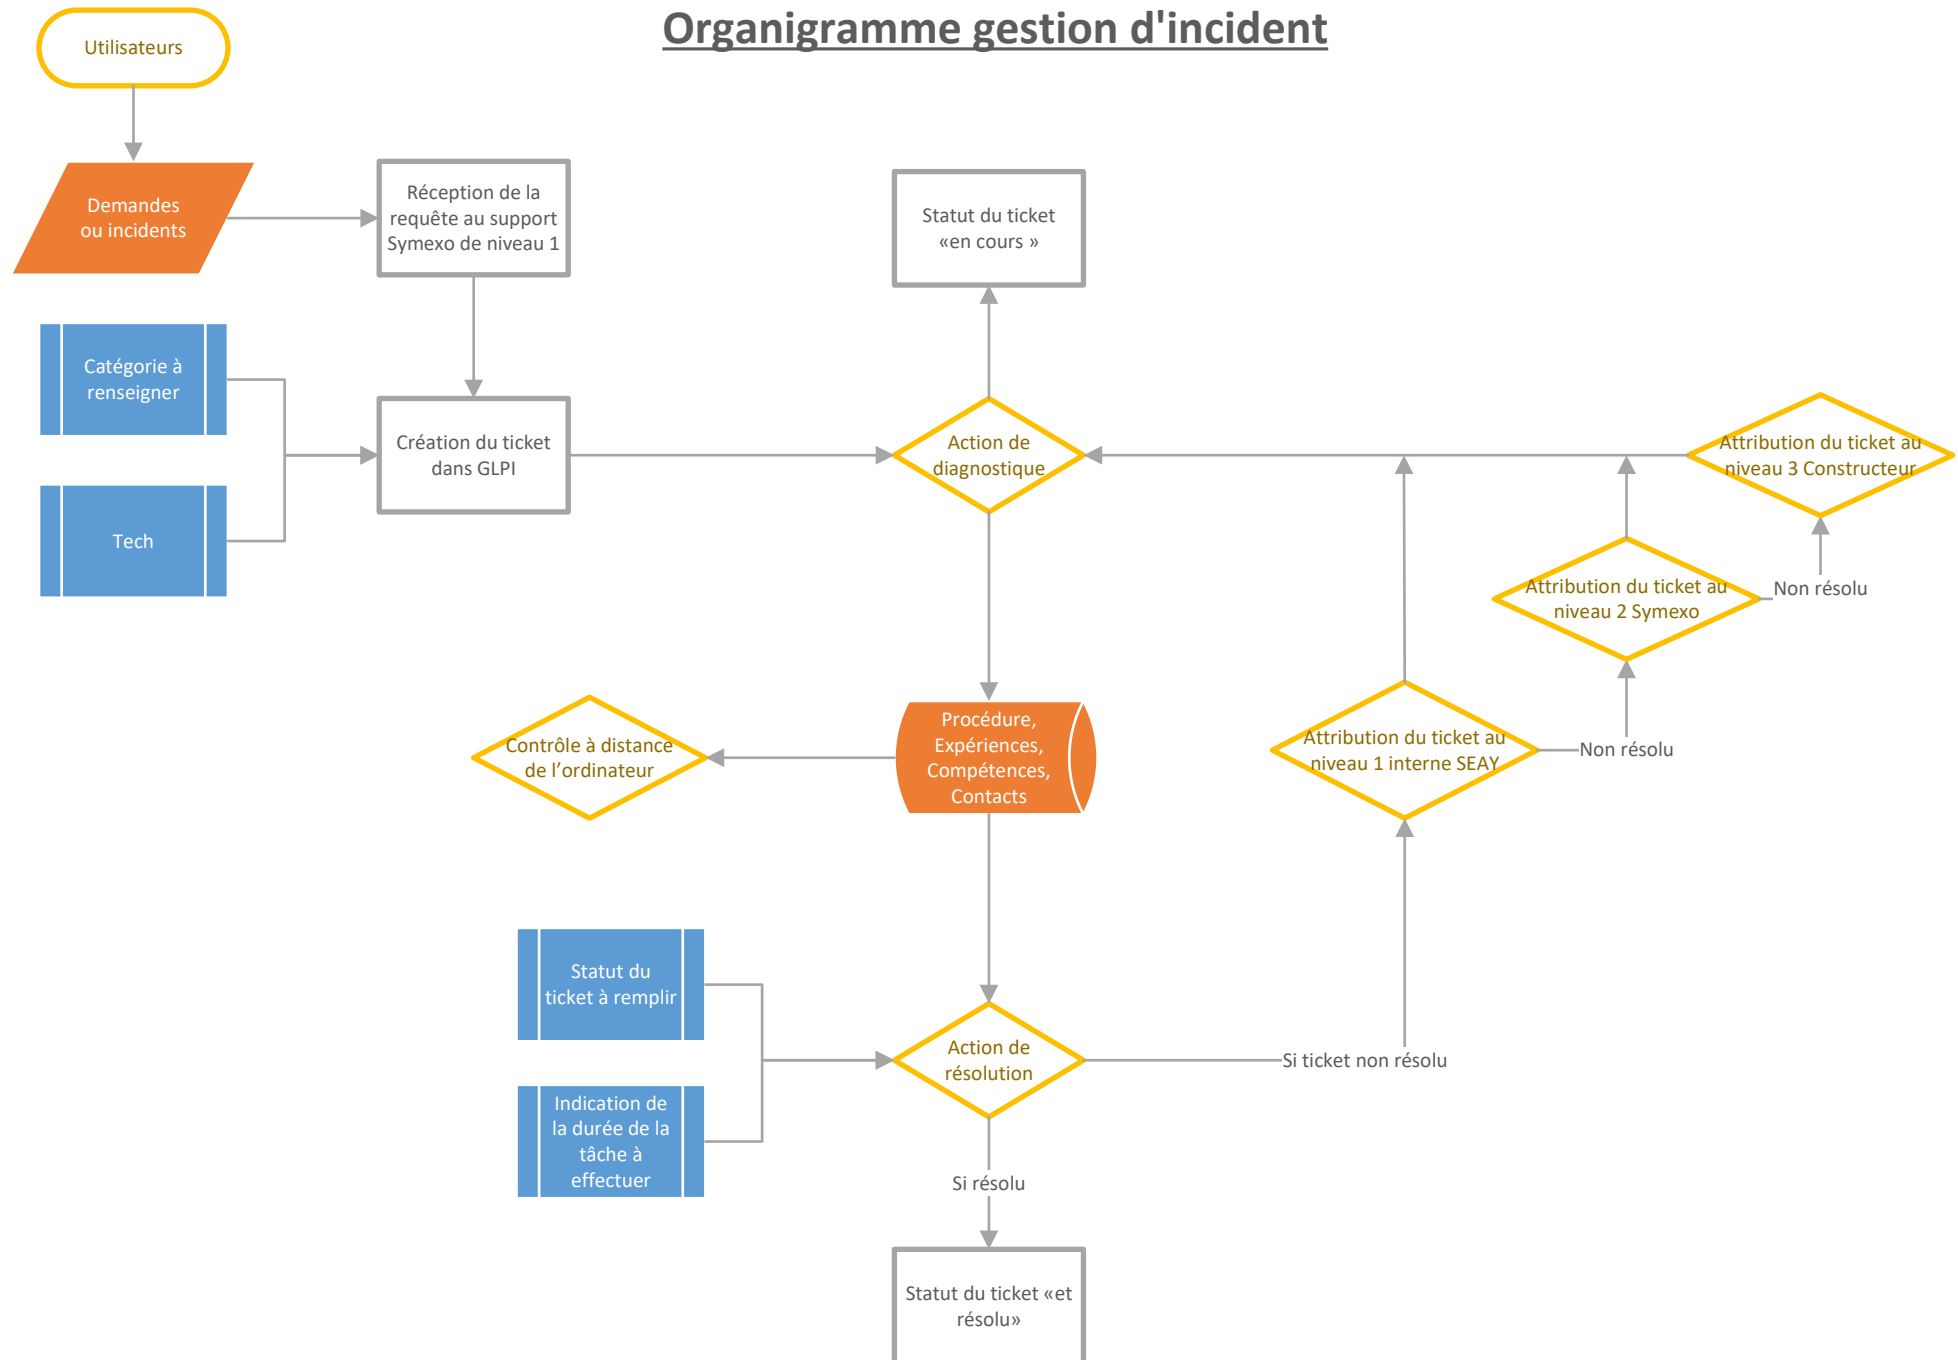 Organigramme gestion d'incident
Utilisateurs
Demandes
ou incidents
Réception de la
requête au support
Symexo de niveau 1
Statut du ticket
«en cours »
Catégorie à
renseigner
Création du ticket
dans GLPI
Tech
Action de
diagnostique
Attribution du ticket au
niveau 3 Constructeur
Non résolu
Attribution du ticket au
niveau 2 Symexo
Non résolu
Attribution du ticket au
niveau 1 interne SEAY
Contrôle à distance
de l’ordinateur
Procédure,
Expériences,
Compétences,
Contacts
Statut du
ticket à remplir
Indication de
la durée de la
tâche à
effectuer
Action de
résolution
Si ticket non résolu
Si résolu
Statut du ticket «et
résolu»